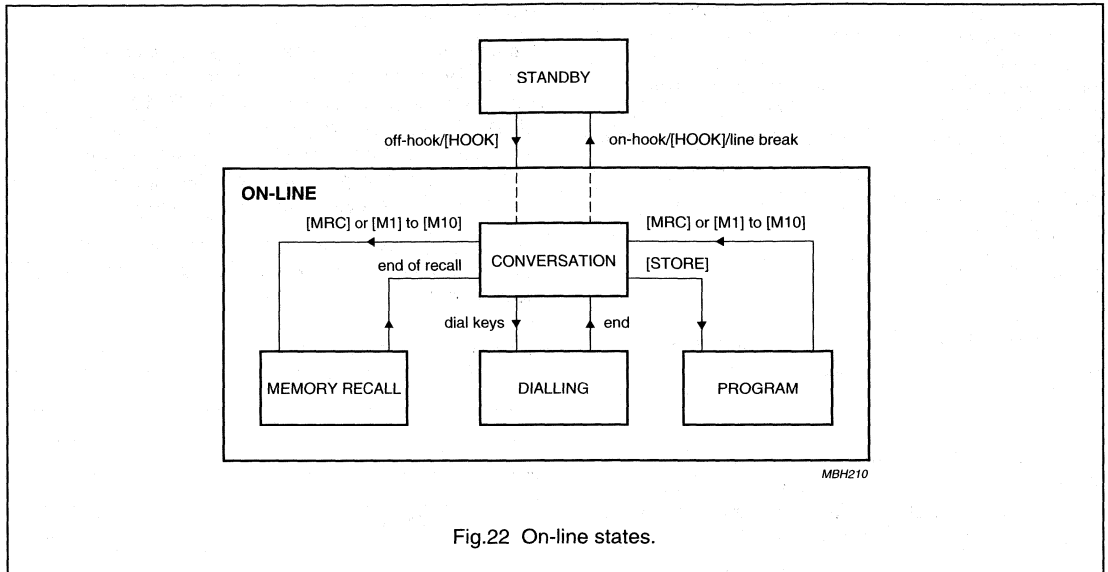 STANDBY
off-hook/[HOOK]
on-hook/[HOOK]/line break
ON-LINE
[MRC] or [M1] to [M10]
[MRC] or [M1] to [M10]
end of recall
CONVERSATION
[STORE]
dial keys
end
MEMORY RECALL
DIALLING
PROGRAM
MBH210
Fig.22 On-line states.